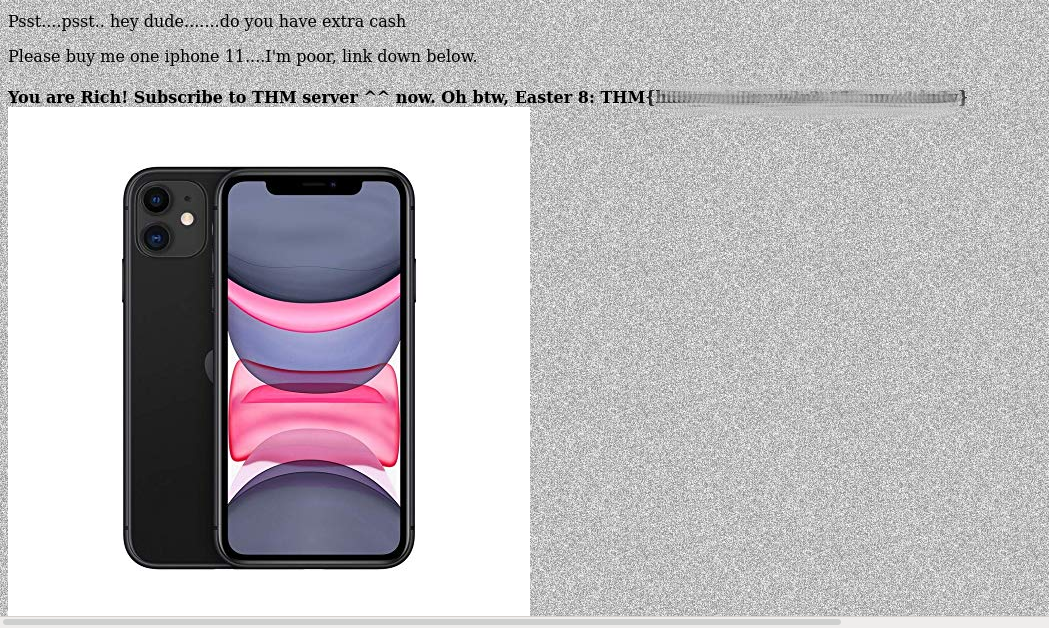 Psst....psst.. hey dude.......do you have extra cash
Please buy me one iphone 11....I'm poor, link down below.
You are Rich! Subscribe to THM server ^^ now. Oh btw, Easter 8: THM{ }